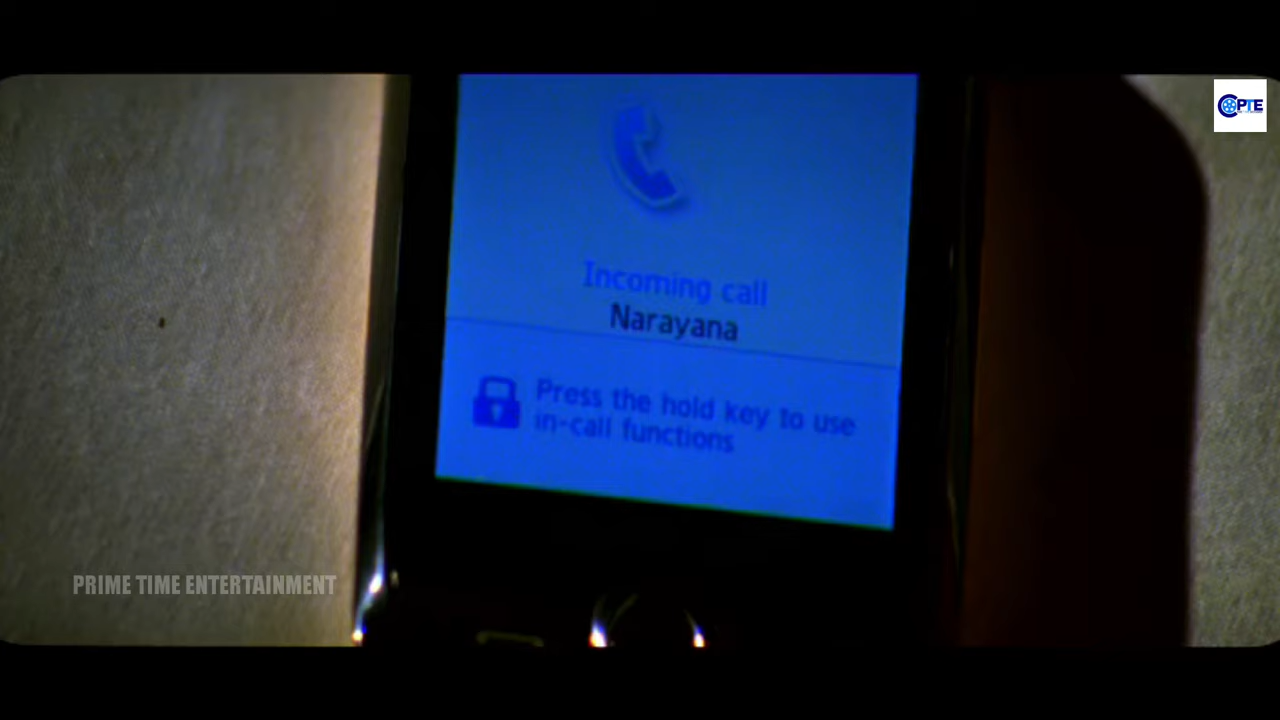 PTE
Incoming call
Narayana
Press the hold key to use
in-call functions
PRIME TIME ENTERTAINMENT